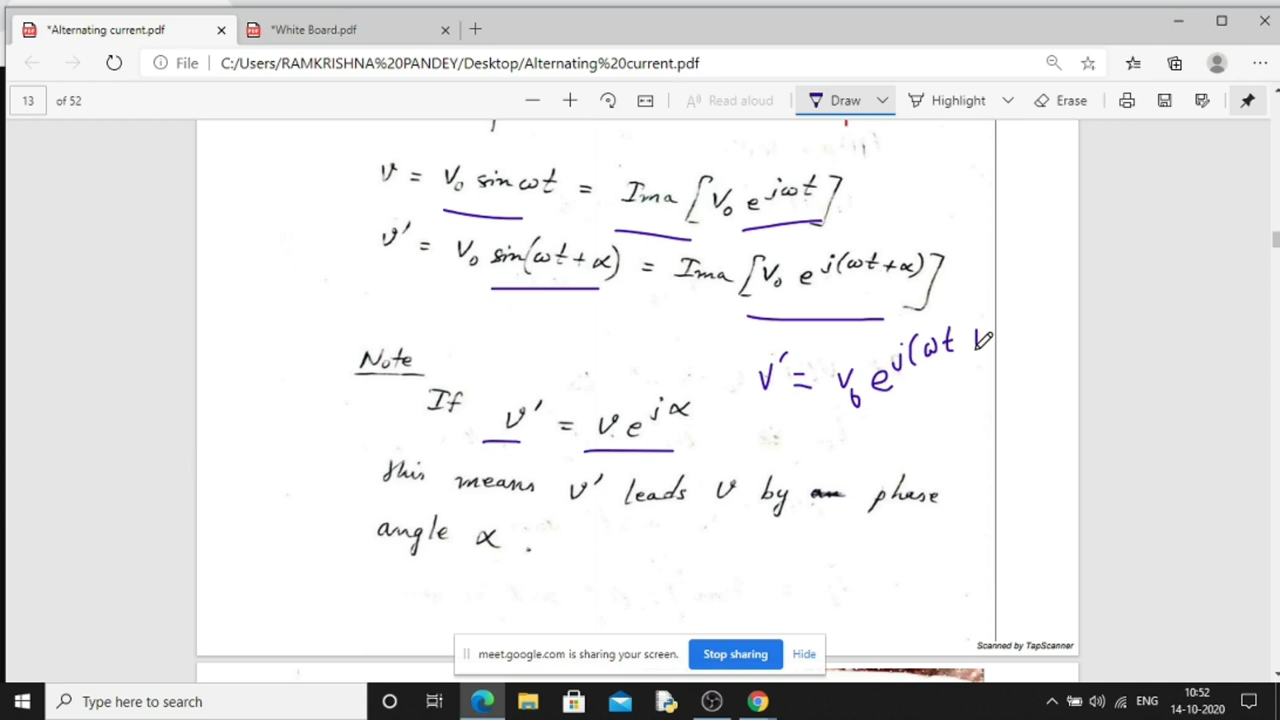 *Alternating current.pdf
*White Board.pdf
File C:/Users/RAMKRISHNA%20PANDEY/Desktop/Alternating%20current.pdf
13 of 52 Read aloud Draw Highlight Erase
v = V₀ sin ωt = Ima [V₀ e^{jωt}]
v' = V₀ sin(ωt + α) = Ima [V₀ e^{j(ωt + α)}]
v' = v₀ e^{j(ωt
Note
If v' = v e^{jα}
this means v' leads v by phase
angle α .
Scanned by TapScanner
meet.google.com is sharing your screen. Stop sharing Hide
Type here to search
ENG 10:52
14-10-2020